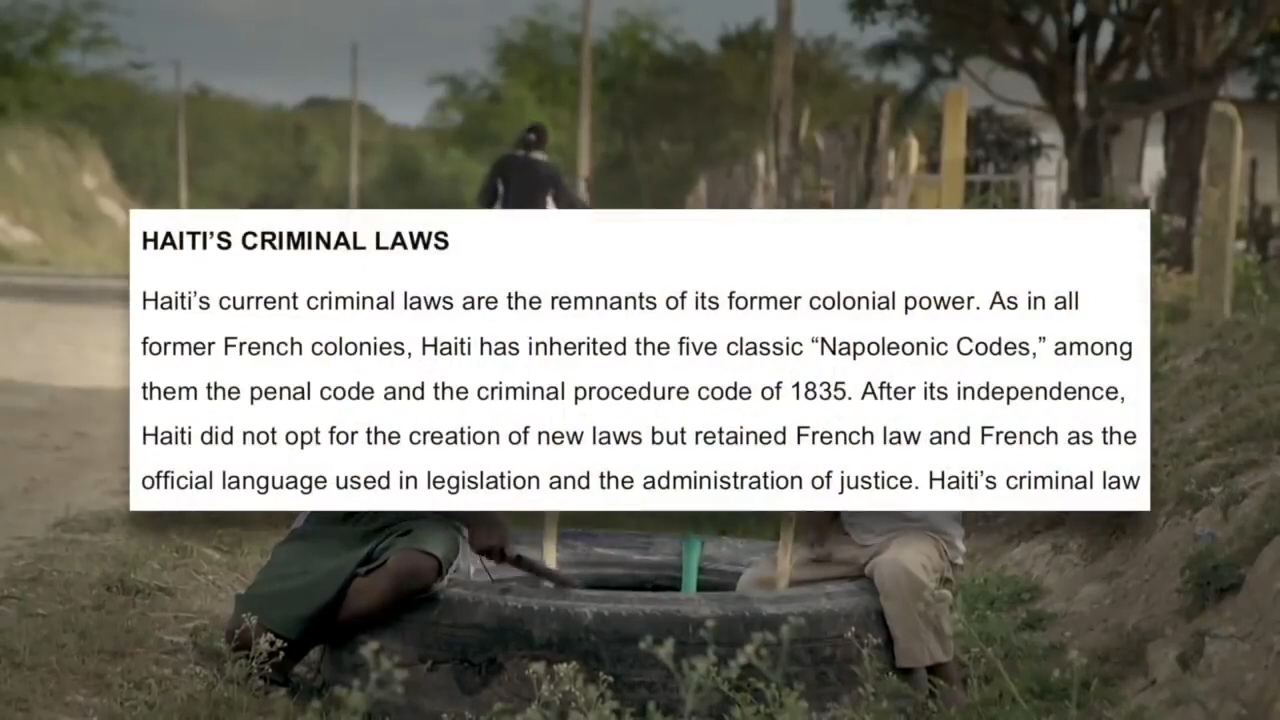 HAITI’S CRIMINAL LAWS
Haiti’s current criminal laws are the remnants of its former colonial power. As in all
former French colonies, Haiti has inherited the five classic “Napoleonic Codes,” among
them the penal code and the criminal procedure code of 1835. After its independence,
Haiti did not opt for the creation of new laws but retained French law and French as the
official language used in legislation and the administration of justice. Haiti’s criminal law